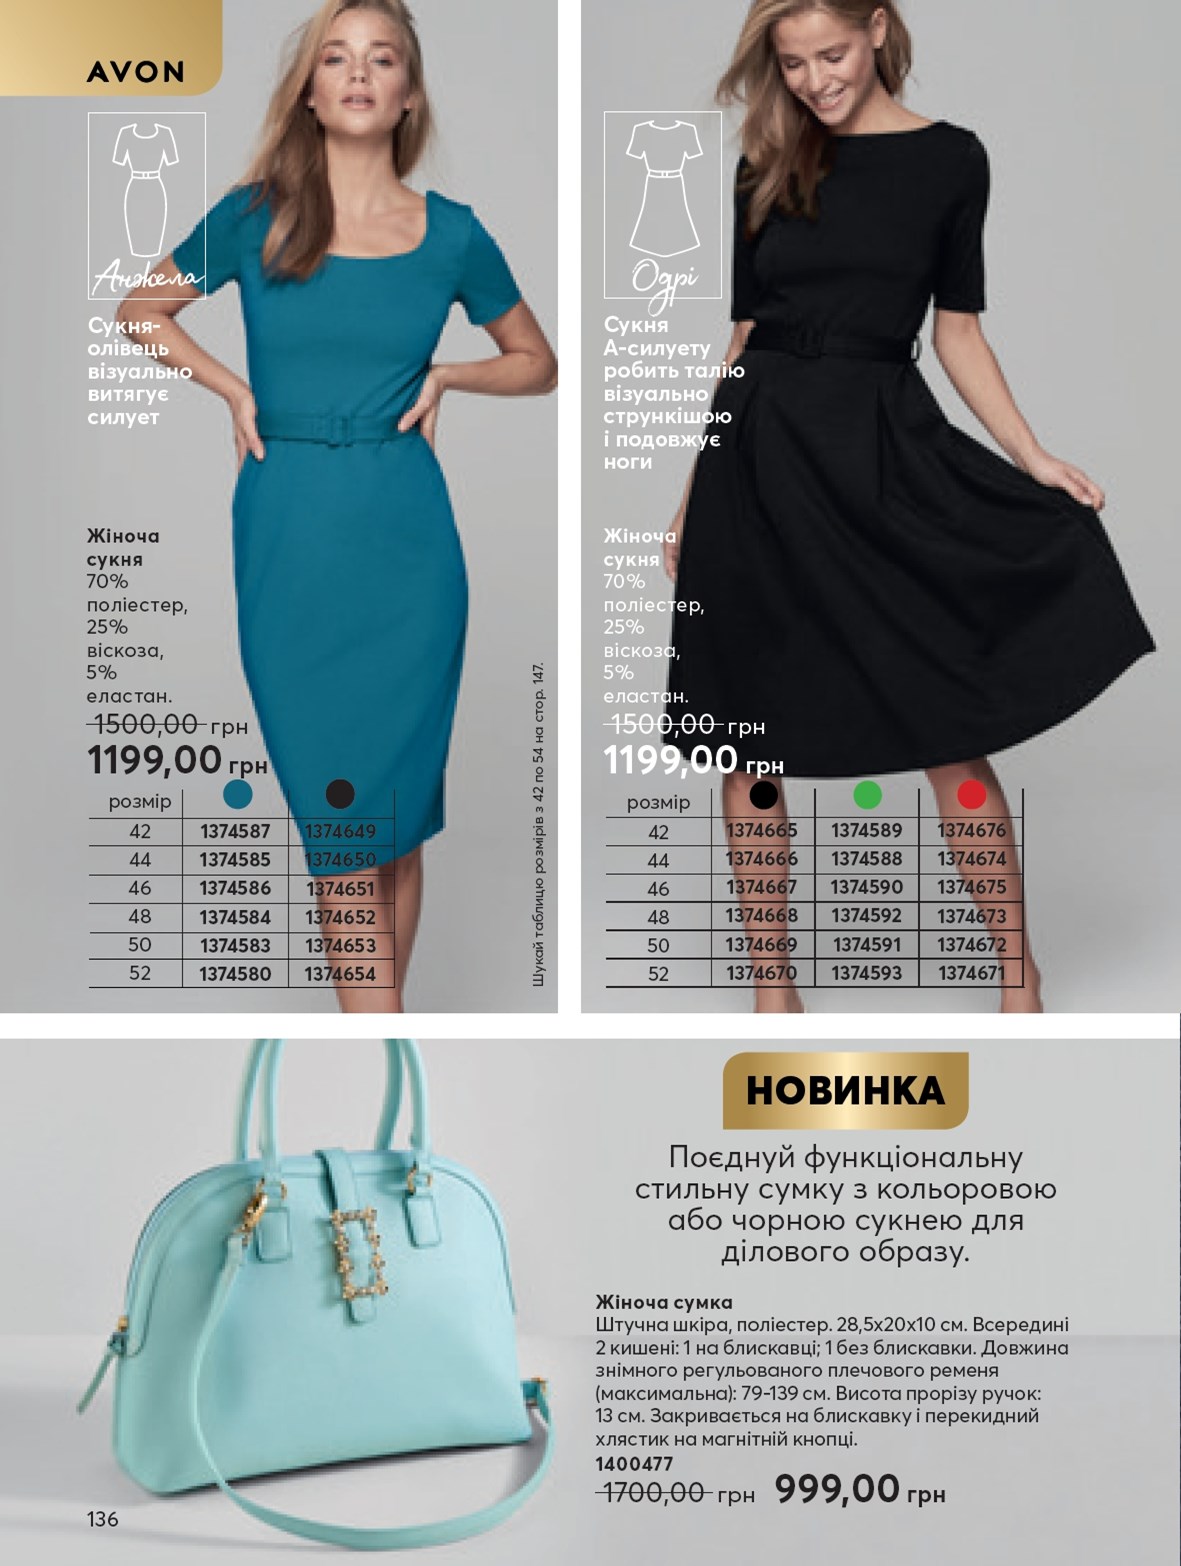 AVON
Анжела
Сукня-
олівець
візуально
витягує
силует
Жіноча
сукня
70%
поліестер,
25%
віскоза,
5%
еластан.
1500,00 грн
1199,00 грн
розмір
42 1374587 1374649
44 1374585 1374650
46 1374586 1374651
48 1374584 1374652
50 1374583 1374653
52 1374580 1374654
Шукай таблицю розмірів з 42 по 54 на стор. 147.
Одрі
Сукня
А-силуету
робить талію
візуально
стрункішою
і подовжує
ноги
Жіноча
сукня
70%
поліестер,
25%
віскоза,
5%
еластан.
1500,00 грн
1199,00 грн
розмір
42 1374665 1374589 1374676
44 1374666 1374588 1374674
46 1374667 1374590 1374675
48 1374668 1374592 1374673
50 1374669 1374591 1374672
52 1374670 1374593 1374671
НОВИНКА
Поєднуй функціональну
стильну сумку з кольоровою
або чорною сукнею для
ділового образу.
Жіноча сумка
Штучна шкіра, поліестер. 28,5х20х10 см. Всередині
2 кишені: 1 на блискавці; 1 без блискавки. Довжина
знімного регульованого плечового ременя
(максимальна): 79-139 см. Висота прорізу ручок:
13 см. Закривається на блискавку і перекидний
хлястик на магнітній кнопці.
1400477
1700,00 грн 999,00 грн
136